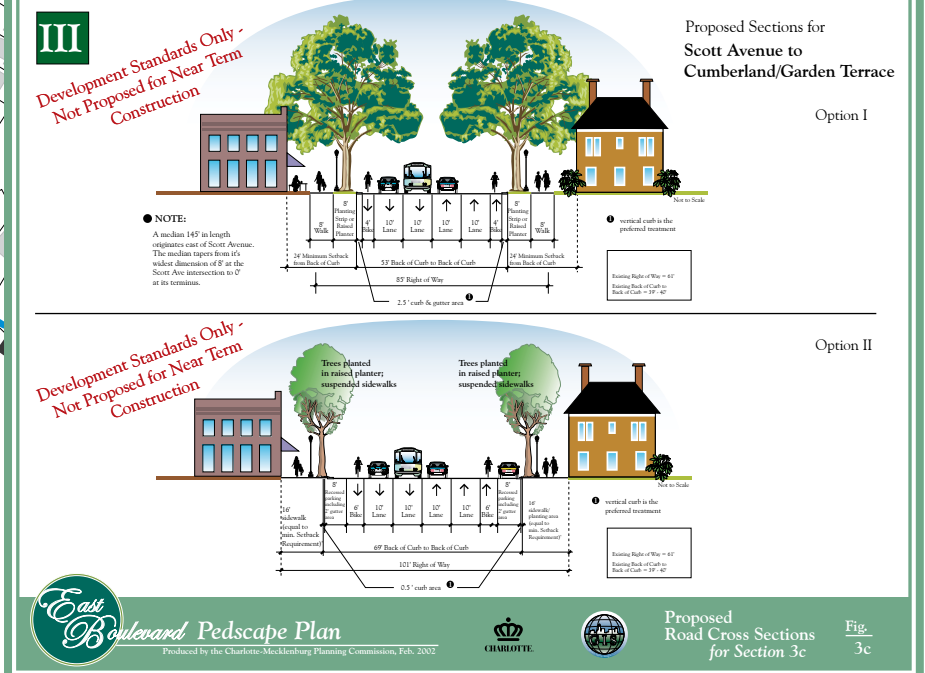 III
Development Standards Only -
Not Proposed for Near Term
Construction
Proposed Sections for
Scott Avenue to
Cumberland/Garden Terrace
Option I
Not to Scale
NOTE:
A median 145' in length
originates east of Scott Avenue.
The median tapers from it's
widest dimension of 8' at the
Scott Ave intersection to 0'
at its terminus.
8'
Walk
8'
Planting
Strip or
Raised
Planter
4'
Bike
10'
Lane
10'
Lane
10'
Lane
10'
Lane
4'
Bike
8'
Planting
Strip or
Raised
Planter
8'
Walk
24' Minimum Setback
from Back of Curb
53' Back of Curb to Back of Curb
24' Minimum Setback
from Back of Curb
85' Right of Way
2.5 ' curb & gutter area 1
1 vertical curb is the
preferred treatment
Existing Right of Way = 61'
Existing Back of Curb to
Back of Curb = 39' - 40'
Development Standards Only -
Not Proposed for Near Term
Construction
Option II
Trees planted
in raised planter;
suspended sidewalks
Trees planted
in raised planter;
suspended sidewalks
Not to Scale
16'
sidewalk
(equal to
min. Setback
Requirement)'
8'
Recessed
parking
including
2' gutter
area
6'
Bike
10'
Lane
10'
Lane
10'
Lane
10'
Lane
6'
Bike
8'
Recessed
parking
including
2' gutter
area
16'
sidewalk/
planting area
(equal to
min. Setback
Requirement)'
69' Back of Curb to Back of Curb
101' Right of Way
0.5 ' curb area 1
1 vertical curb is the
preferred treatment
Existing Right of Way = 61'
Existing Back of Curb to
Back of Curb = 39' - 40'
East
Boulevard Pedscape Plan
Produced by the Charlotte-Mecklenburg Planning Commission, Feb. 2002
CHARLOTTE.
Proposed
Road Cross Sections
for Section 3c
Fig.
3c